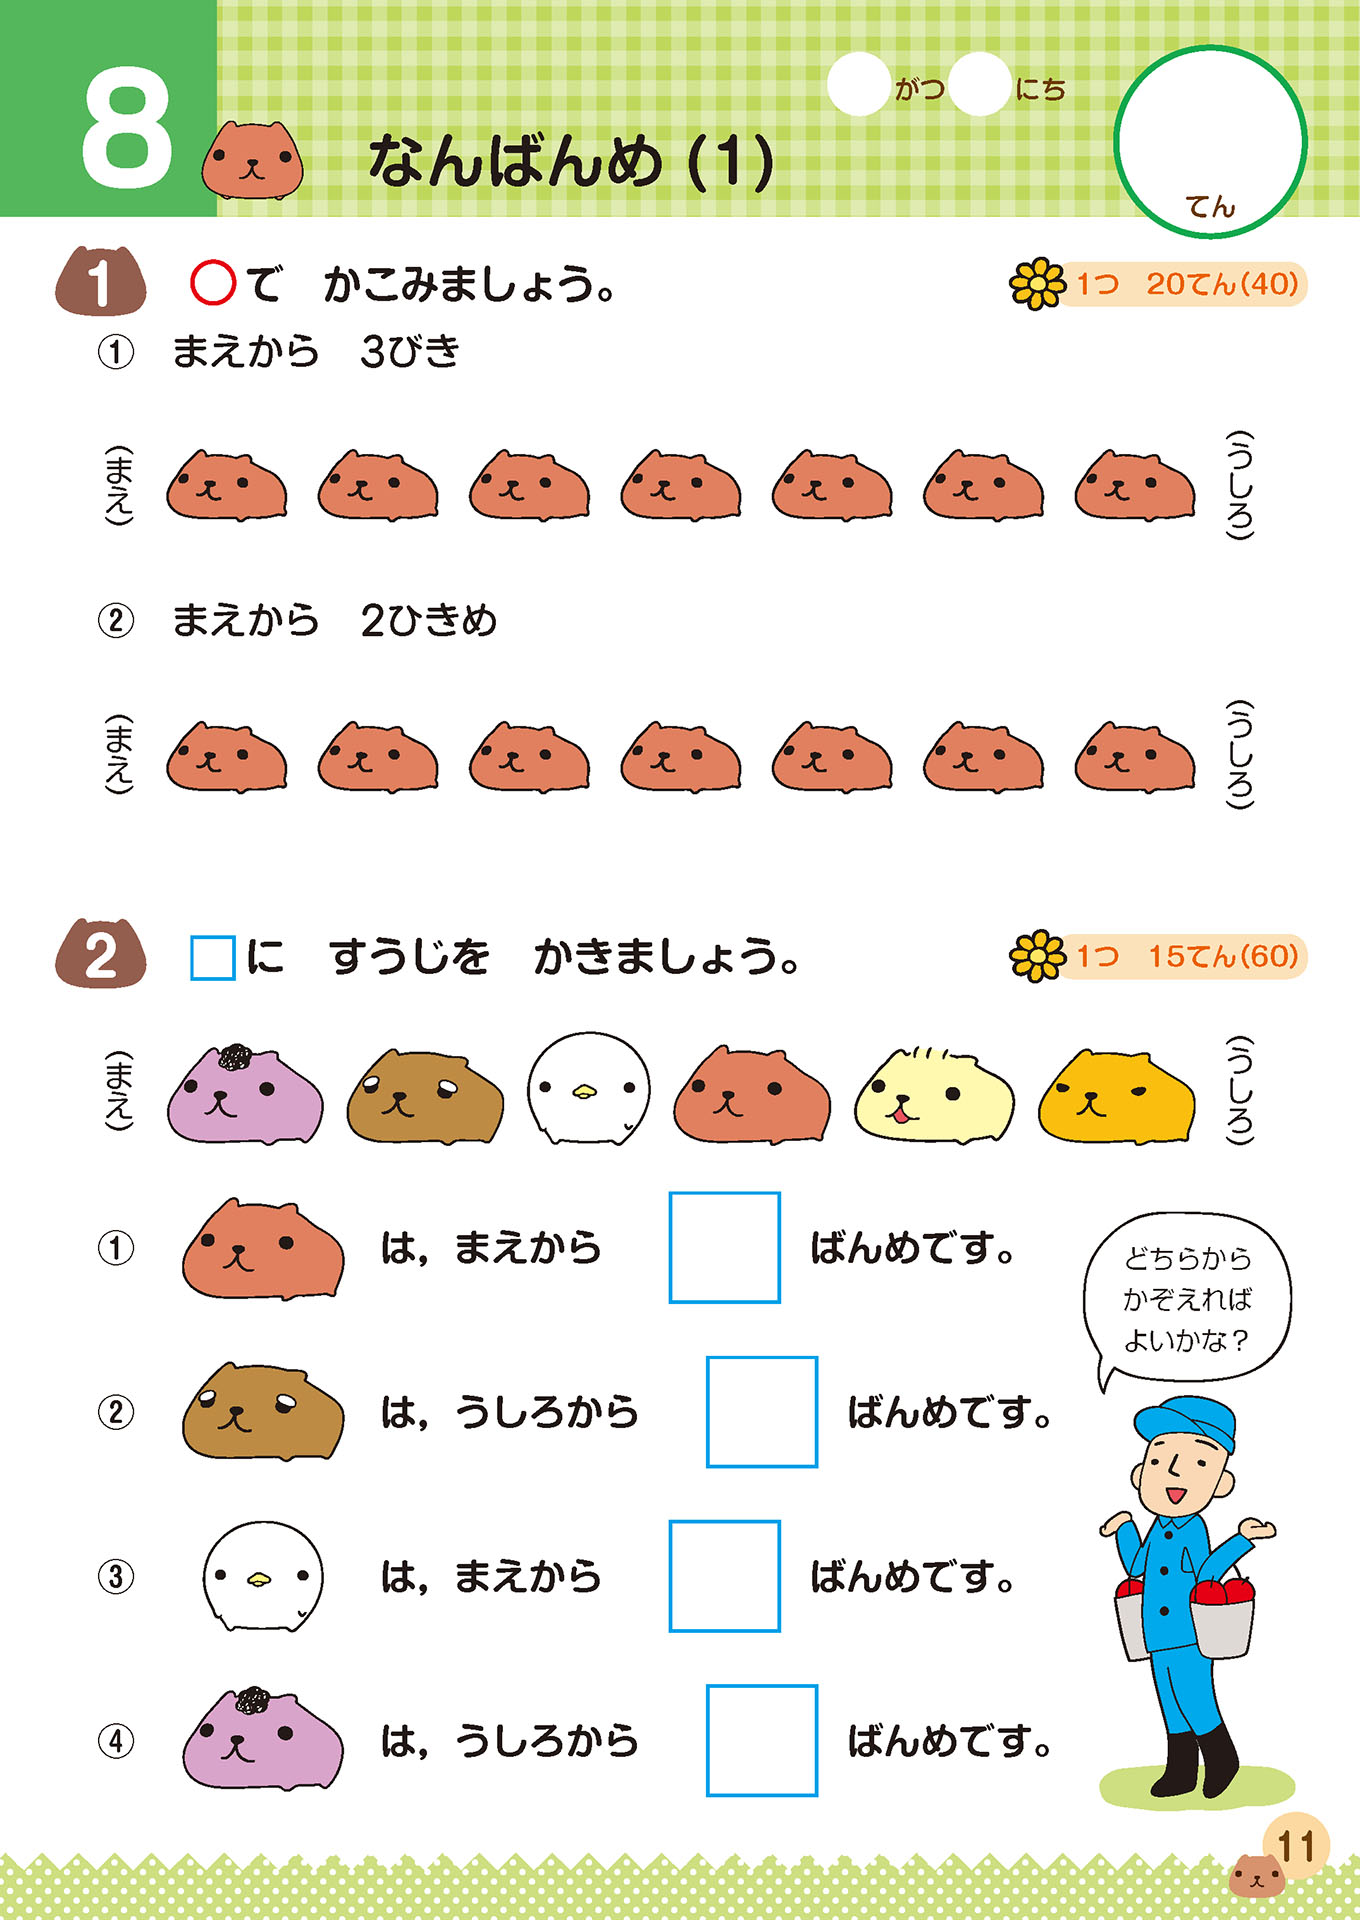 8
がつ にち
なんばんめ(1)
てん
1 ○で かこみましょう。
1つ 20てん(40)
① まえから 3びき
(まえ)
(うしろ)
② まえから 2ひきめ
(まえ)
(うしろ)
2 □に すうじを かきましょう。
1つ 15てん(60)
(まえ)
(うしろ)
① は，まえから □ ばんめです。
② は，うしろから □ ばんめです。
③ は，まえから □ ばんめです。
④ は，うしろから □ ばんめです。
どちらから
かぞえれば
よいかな？
11